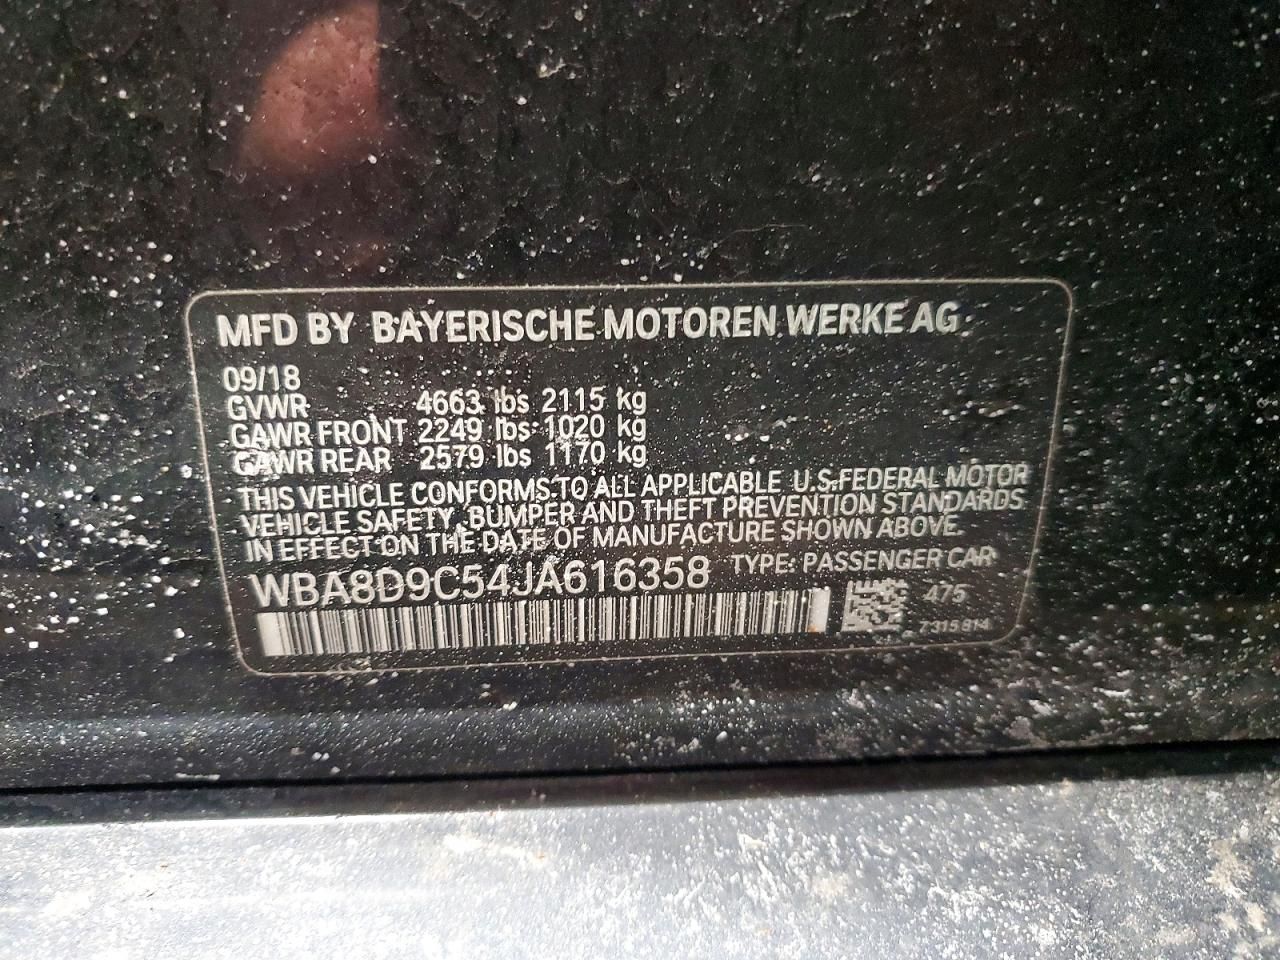 MFD BY BAYERISCHE MOTOREN WERKE AG
09/18
GVWR 4663 lbs 2115 kg
GAWR FRONT 2249 lbs 1020 kg
GAWR REAR 2579 lbs 1170 kg
THIS VEHICLE CONFORMS TO ALL APPLICABLE U.S.FEDERAL MOTOR
VEHICLE SAFETY, BUMPER AND THEFT PREVENTION STANDARDS
IN EFFECT ON THE DATE OF MANUFACTURE SHOWN ABOVE.
WBA8D9C54JA616358 TYPE: PASSENGER CAR
475
7315814